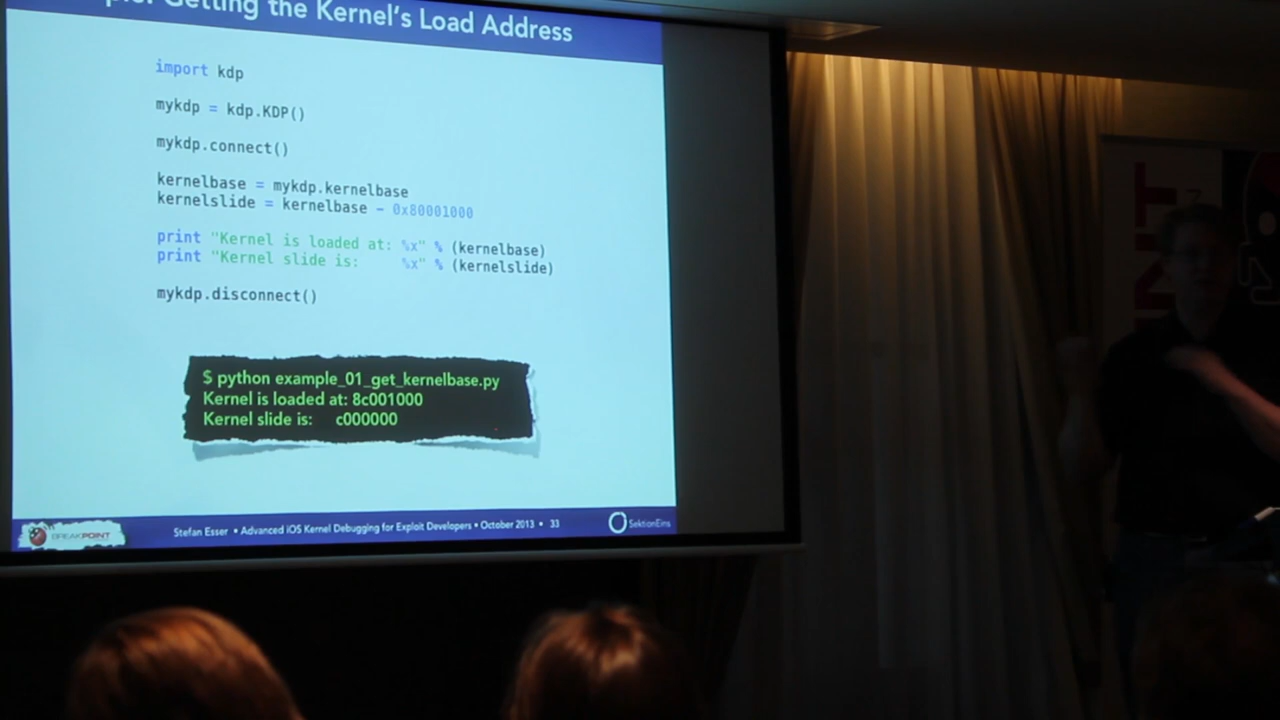 Getting the Kernel's Load Address
import kdp
mykdp = kdp.KDP()
mykdp.connect()
kernelbase = mykdp.kernelbase
kernelslide = kernelbase - 0x80001000
print "Kernel is loaded at: %x" % (kernelbase)
print "Kernel slide is:     %x" % (kernelslide)
mykdp.disconnect()
$ python example_01_get_kernelbase.py
Kernel is loaded at: 8c001000
Kernel slide is:     c000000
BREAKPOINT
Stefan Esser • Advanced iOS Kernel Debugging for Exploit Developers • October 2013 • 33
SektionEins